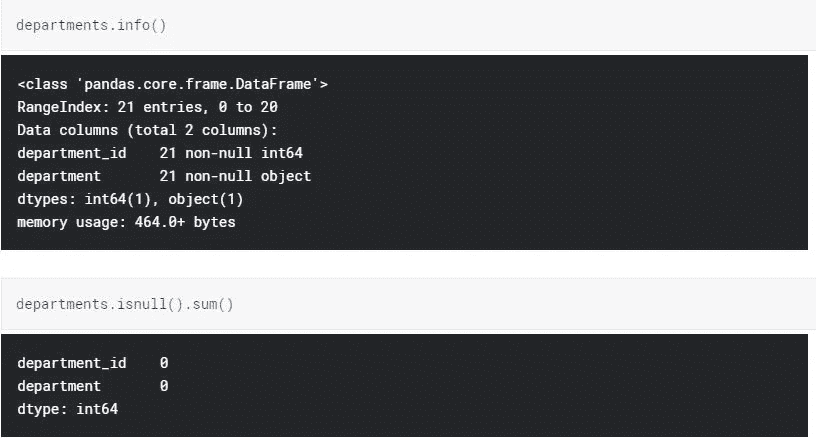 departments.info()
<class 'pandas.core.frame.DataFrame'>
RangeIndex: 21 entries, 0 to 20
Data columns (total 2 columns):
department_id    21 non-null int64
department       21 non-null object
dtypes: int64(1), object(1)
memory usage: 464.0+ bytes
departments.isnull().sum()
department_id    0
department       0
dtype: int64